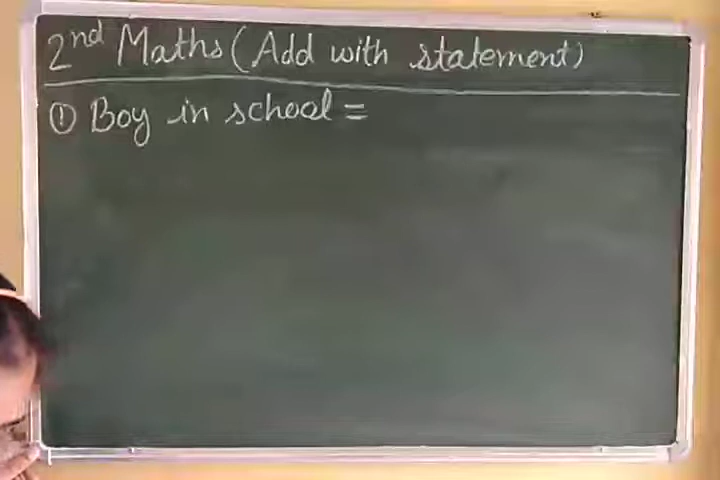 2nd Maths (Add with statement)
① Boy in school =